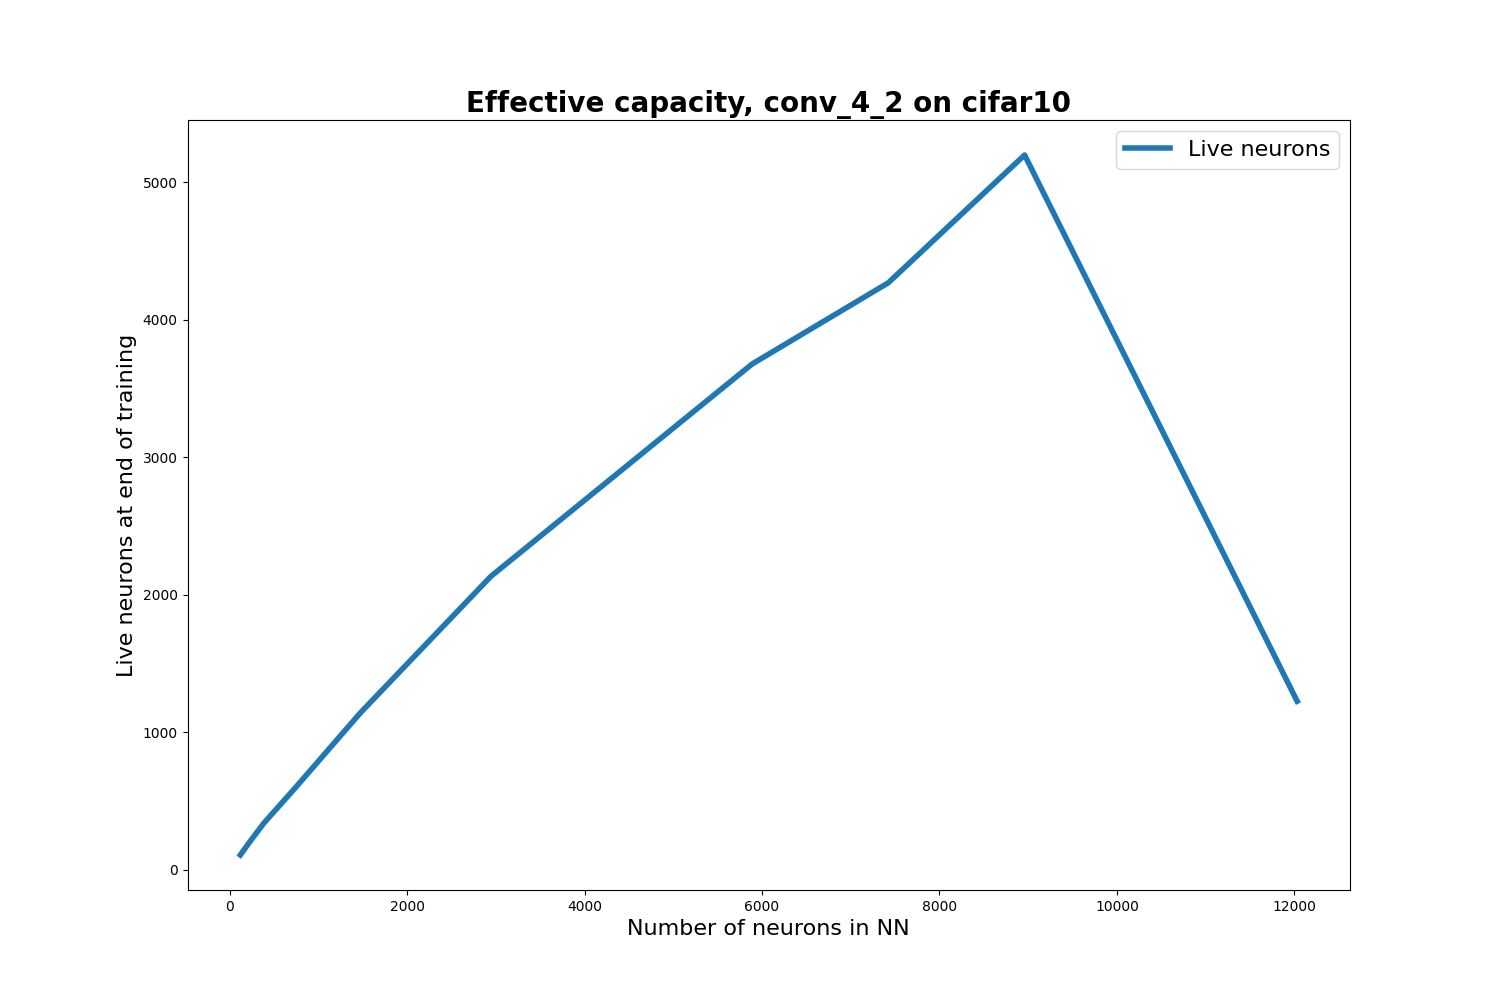 Effective capacity, conv_4_2 on cifar10
Live neurons
5000
4000
3000
2000
1000
0
Live neurons at end of training
0 2000 4000 6000 8000 10000 12000
Number of neurons in NN